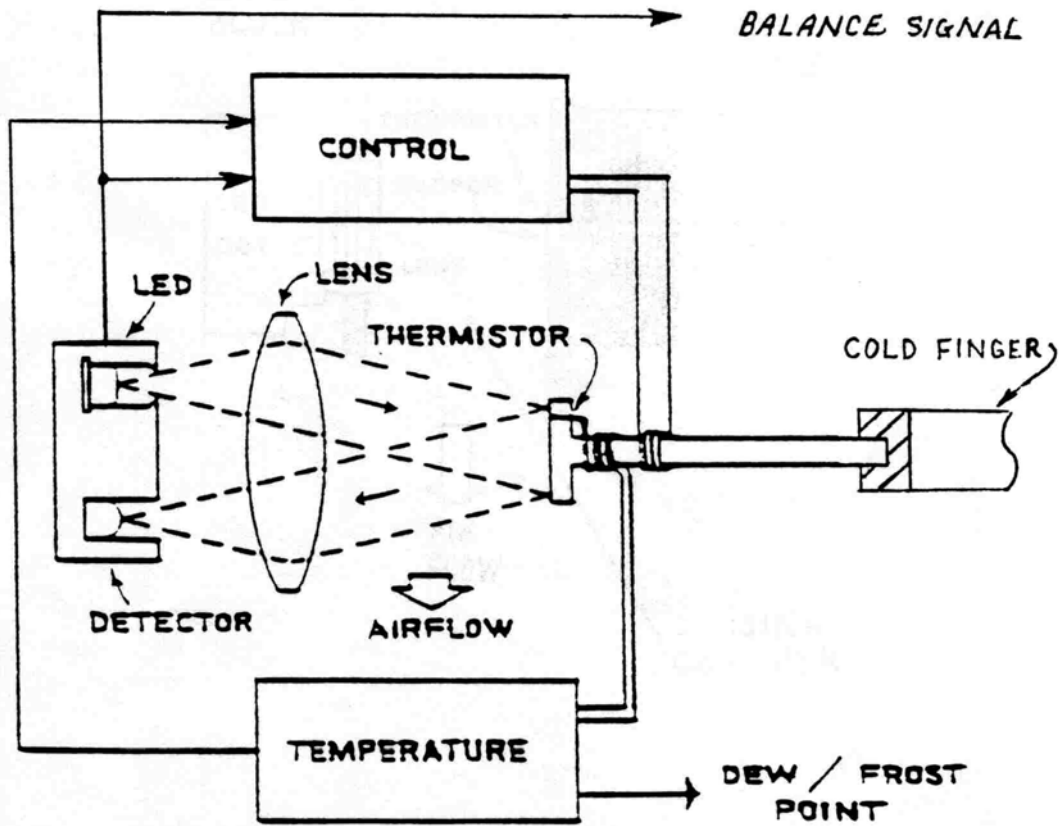 BALANCE SIGNAL
CONTROL
LENS
LED
THERMISTOR
COLD FINGER
DETECTOR
AIRFLOW
TEMPERATURE
DEW / FROST
POINT